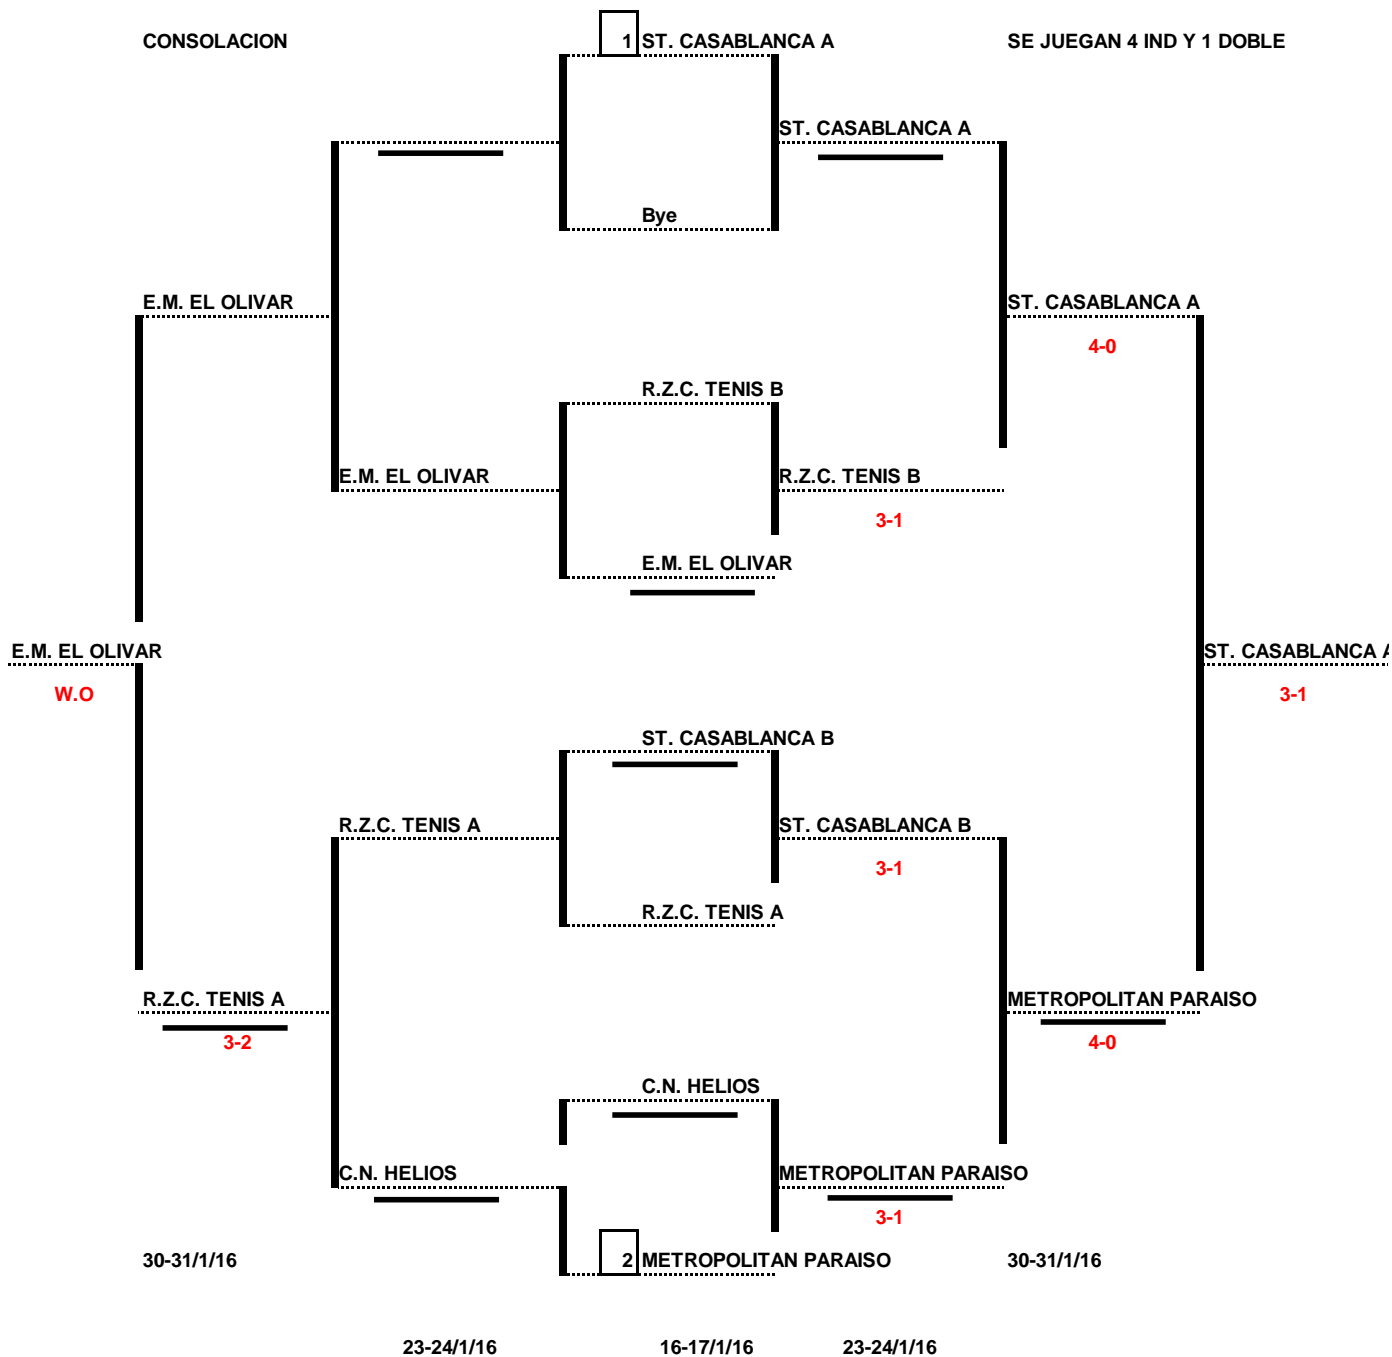 CONSOLACION 1 ST. CASABLANCA A SE JUEGAN 4 IND Y 1 DOBLE
ST. CASABLANCA A
Bye
E.M. EL OLIVAR ST. CASABLANCA A
4-0
R.Z.C. TENIS B
E.M. EL OLIVAR R.Z.C. TENIS B
3-1
E.M. EL OLIVAR
E.M. EL OLIVAR ST. CASABLANCA A
W.O 3-1
ST. CASABLANCA B
R.Z.C. TENIS A ST. CASABLANCA B
3-1
R.Z.C. TENIS A
R.Z.C. TENIS A METROPOLITAN PARAISO
3-2 4-0
C.N. HELIOS
C.N. HELIOS METROPOLITAN PARAISO
3-1
30-31/1/16 2 METROPOLITAN PARAISO 30-31/1/16
23-24/1/16 16-17/1/16 23-24/1/16